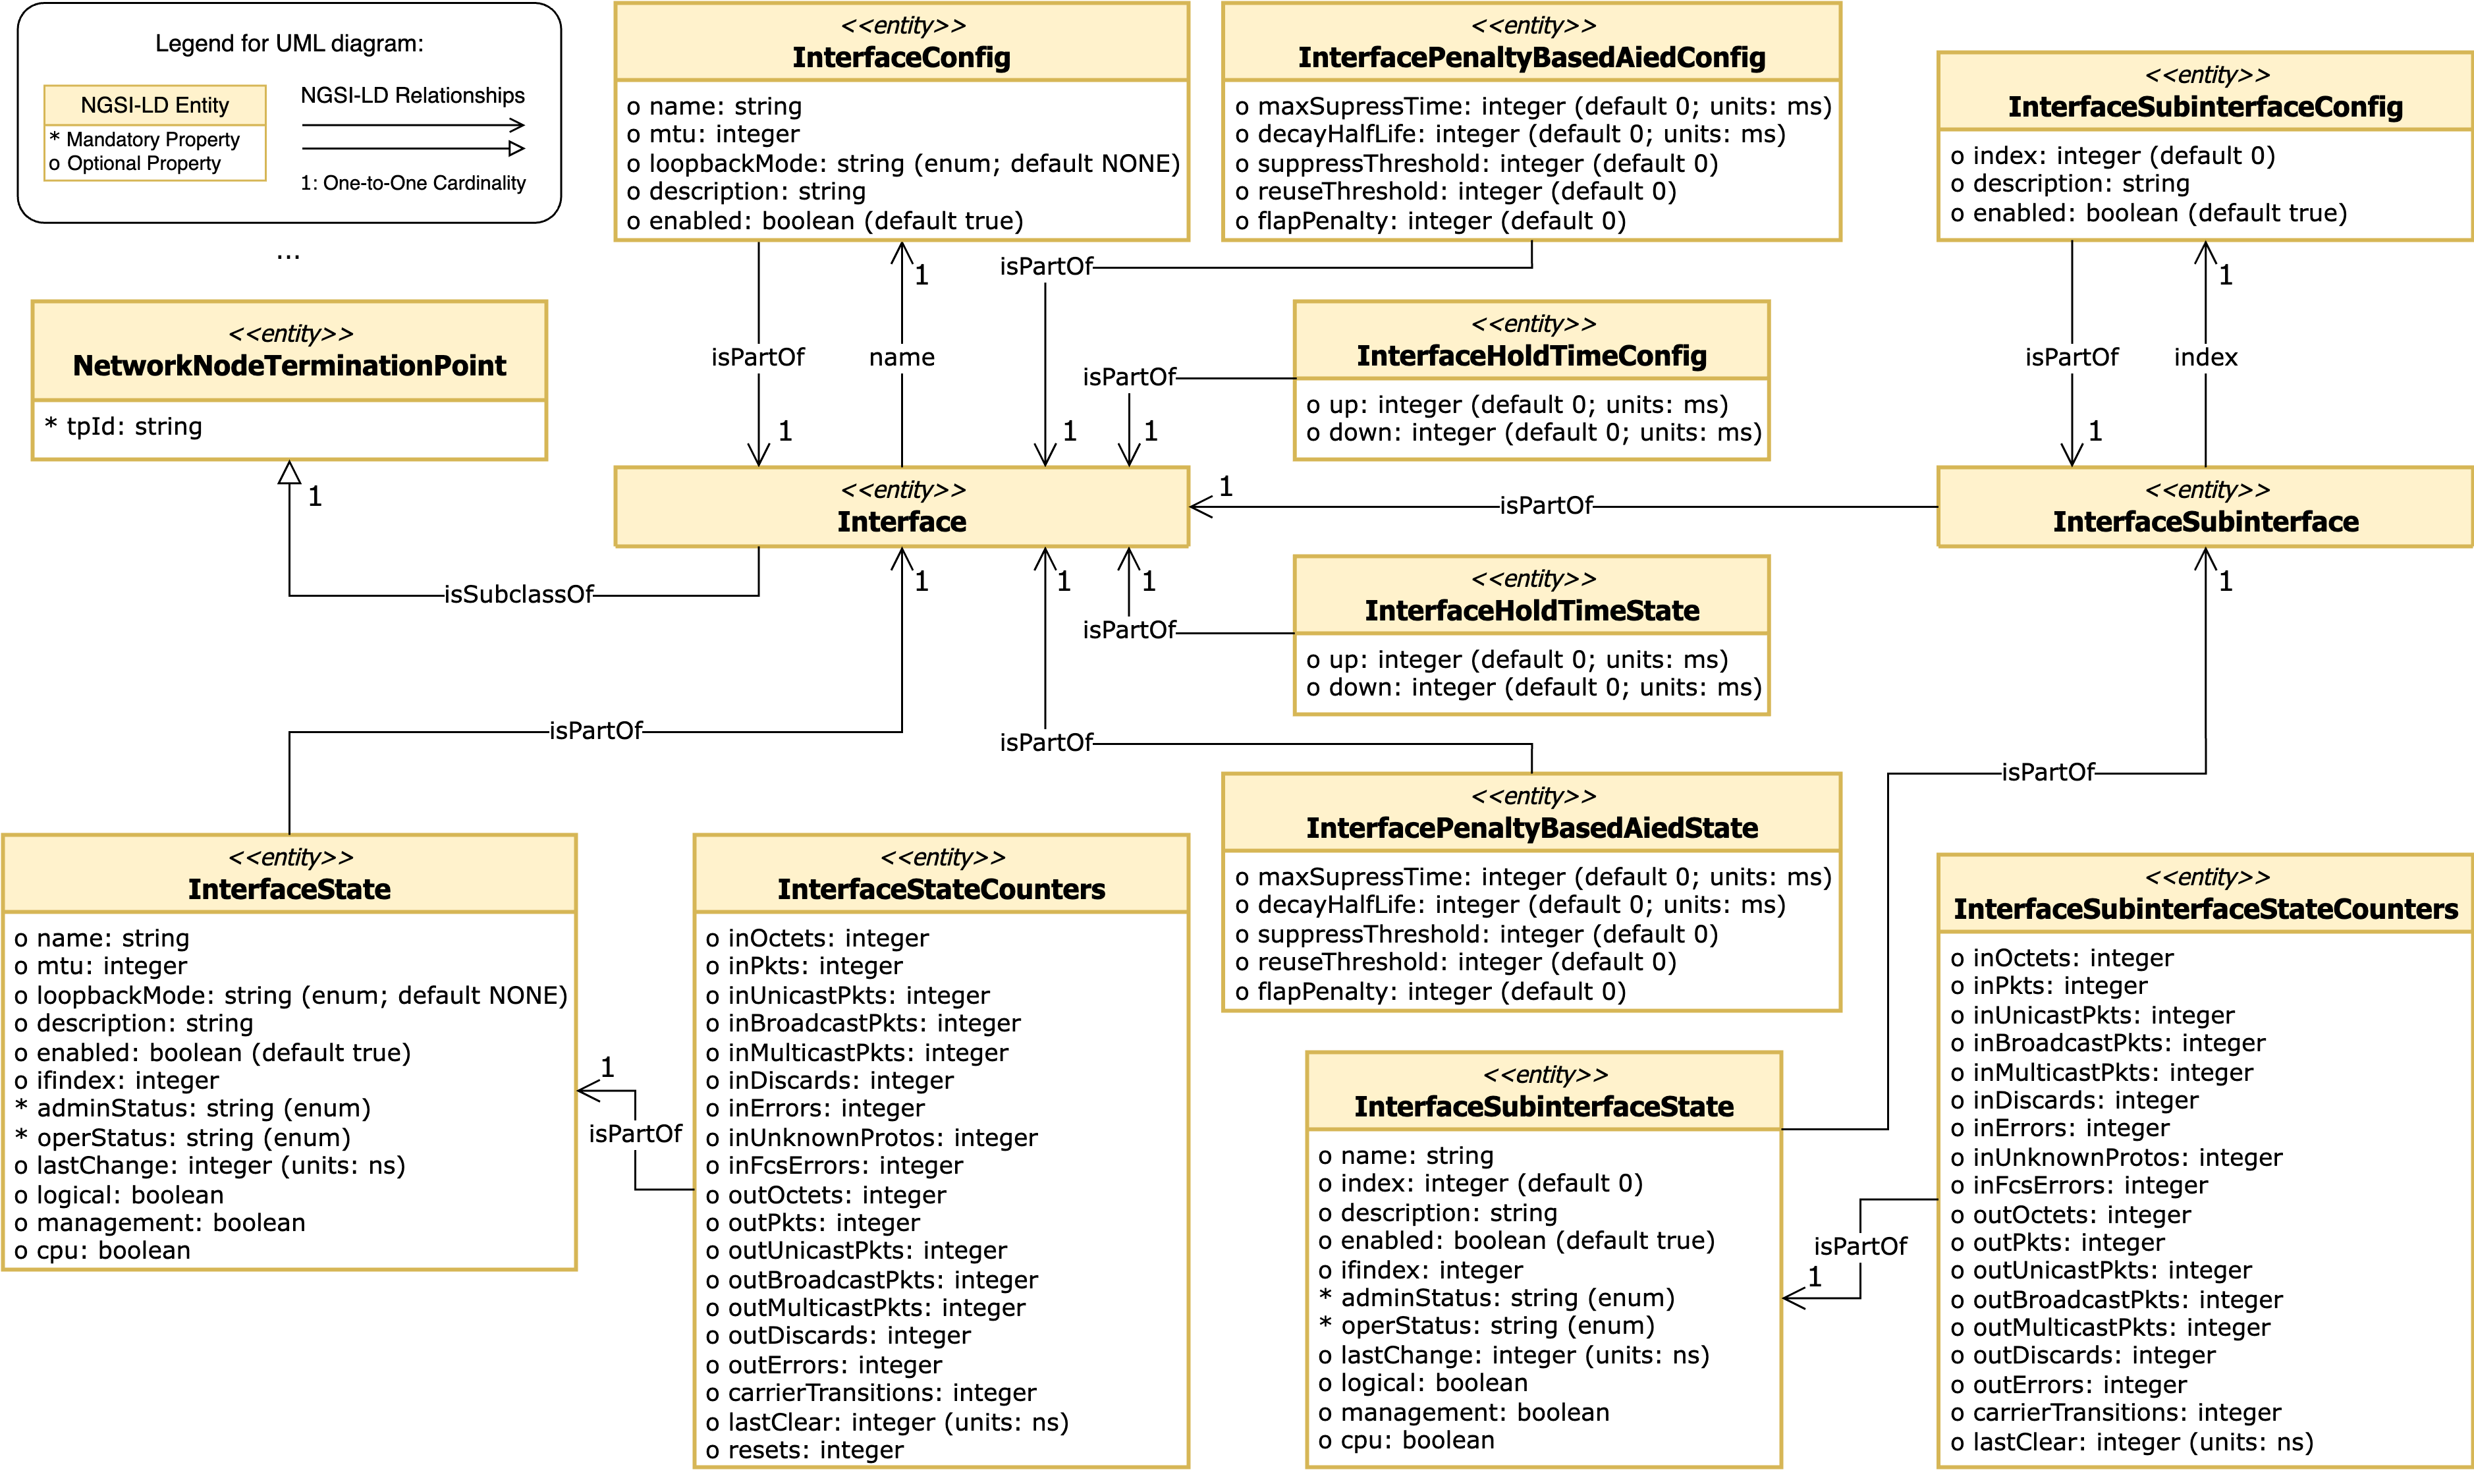 Legend for UML diagram:
NGSI-LD Entity
* Mandatory Property
o Optional Property
NGSI-LD Relationships
1: One-to-One Cardinality
...
<<entity>>
InterfaceConfig
o name: string
o mtu: integer
o loopbackMode: string (enum; default NONE)
o description: string
o enabled: boolean (default true)
<<entity>>
InterfacePenaltyBasedAiedConfig
o maxSupressTime: integer (default 0; units: ms)
o decayHalfLife: integer (default 0; units: ms)
o suppressThreshold: integer (default 0)
o reuseThreshold: integer (default 0)
o flapPenalty: integer (default 0)
<<entity>>
InterfaceSubinterfaceConfig
o index: integer (default 0)
o description: string
o enabled: boolean (default true)
isPartOf
1
name
1
isPartOf
1
<<entity>>
InterfaceHoldTimeConfig
o up: integer (default 0; units: ms)
o down: integer (default 0; units: ms)
isPartOf
1
isPartOf
1
index
1
<<entity>>
NetworkNodeTerminationPoint
* tpId: string
1
isSubclassOf
<<entity>>
Interface
1
isPartOf
<<entity>>
InterfaceSubinterface
<<entity>>
InterfaceHoldTimeState
o up: integer (default 0; units: ms)
o down: integer (default 0; units: ms)
isPartOf
1
isPartOf
1
isPartOf
1
isPartOf
1
<<entity>>
InterfacePenaltyBasedAiedState
o maxSupressTime: integer (default 0; units: ms)
o decayHalfLife: integer (default 0; units: ms)
o suppressThreshold: integer (default 0)
o reuseThreshold: integer (default 0)
o flapPenalty: integer (default 0)
<<entity>>
InterfaceState
o name: string
o mtu: integer
o loopbackMode: string (enum; default NONE)
o description: string
o enabled: boolean (default true)
o ifindex: integer
* adminStatus: string (enum)
* operStatus: string (enum)
o lastChange: integer (units: ns)
o logical: boolean
o management: boolean
o cpu: boolean
1
isPartOf
<<entity>>
InterfaceStateCounters
o inOctets: integer
o inPkts: integer
o inUnicastPkts: integer
o inBroadcastPkts: integer
o inMulticastPkts: integer
o inDiscards: integer
o inErrors: integer
o inUnknownProtos: integer
o inFcsErrors: integer
o outOctets: integer
o outPkts: integer
o outUnicastPkts: integer
o outBroadcastPkts: integer
o outMulticastPkts: integer
o outDiscards: integer
o outErrors: integer
o carrierTransitions: integer
o lastClear: integer (units: ns)
o resets: integer
<<entity>>
InterfaceSubinterfaceState
o name: string
o index: integer (default 0)
o description: string
o enabled: boolean (default true)
o ifindex: integer
* adminStatus: string (enum)
* operStatus: string (enum)
o lastChange: integer (units: ns)
o logical: boolean
o management: boolean
o cpu: boolean
isPartOf
1
<<entity>>
InterfaceSubinterfaceStateCounters
o inOctets: integer
o inPkts: integer
o inUnicastPkts: integer
o inBroadcastPkts: integer
o inMulticastPkts: integer
o inDiscards: integer
o inErrors: integer
o inUnknownProtos: integer
o inFcsErrors: integer
o outOctets: integer
o outPkts: integer
o outUnicastPkts: integer
o outBroadcastPkts: integer
o outMulticastPkts: integer
o outDiscards: integer
o outErrors: integer
o carrierTransitions: integer
o lastClear: integer (units: ns)